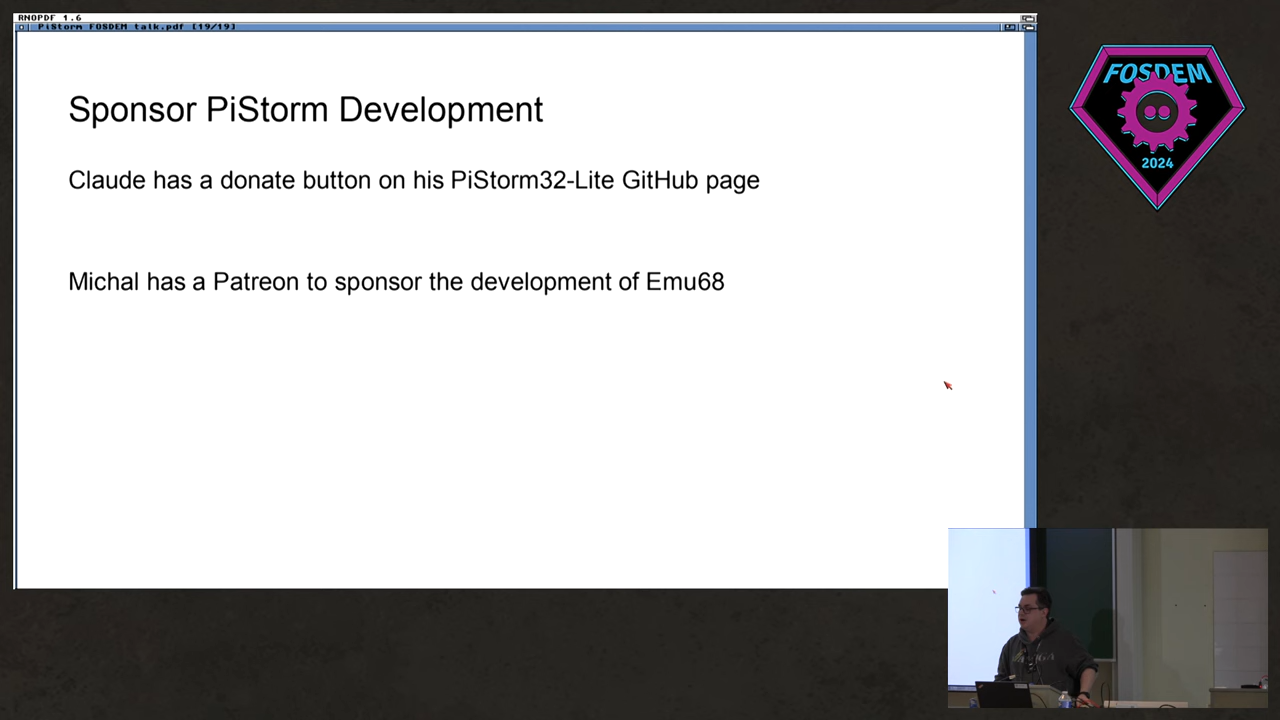 RNOPDF 1.6
PiStorm FOSDEM talk.pdf [19/19]
Sponsor PiStorm Development
Claude has a donate button on his PiStorm32-Lite GitHub page
Michal has a Patreon to sponsor the development of Emu68
FOSDEM
2024